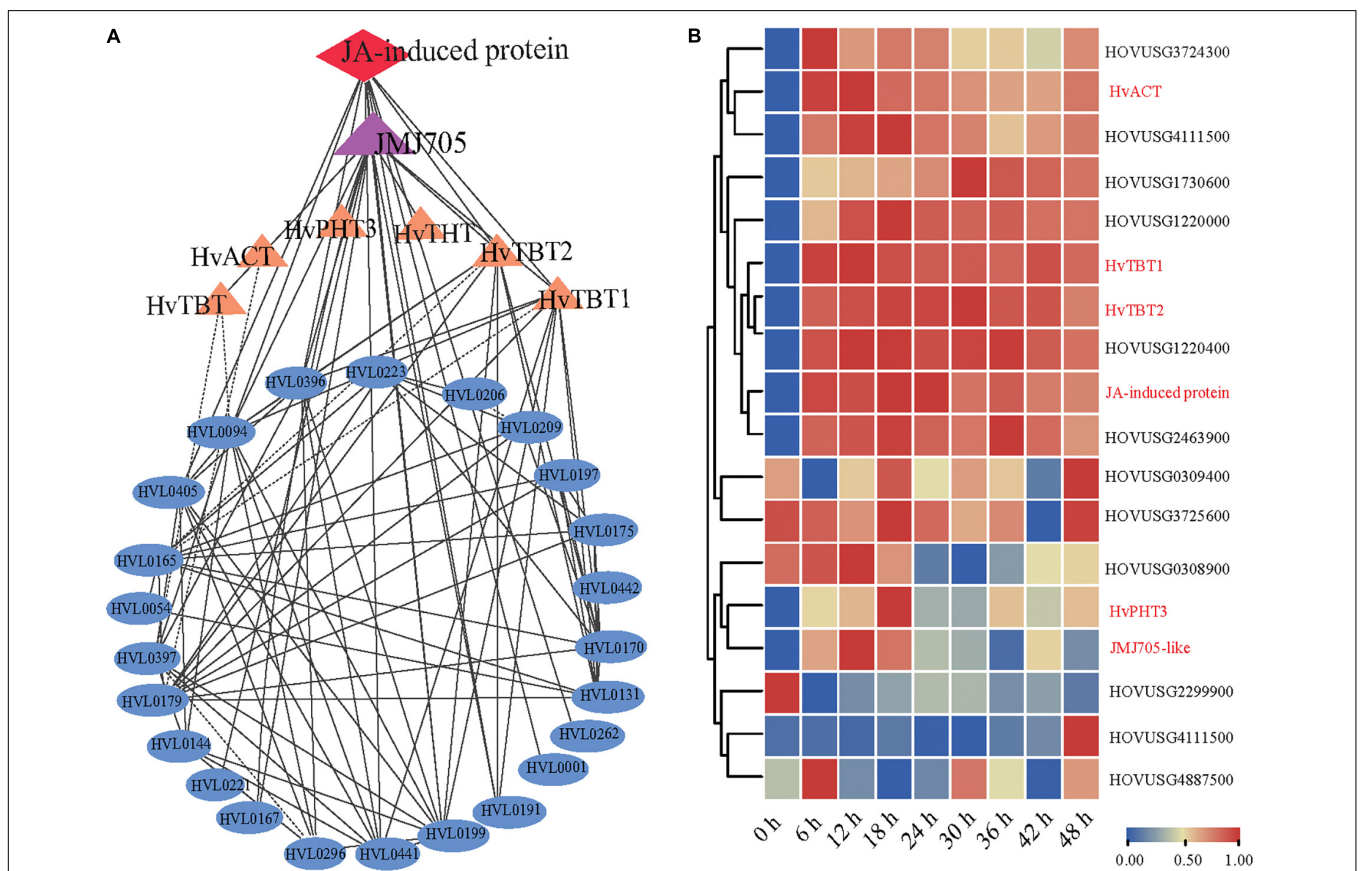 A
JA-induced protein
JMJ705
HvPHT3
HvTHT
HvACT
HvTBT2
HvTBT
HvTBT1
HVL0223
HVL0396
HVL0206
HVL0094
HVL0209
HVL0405
HVL0197
HVL0175
HVL0165
HVL0442
HVL0054
HVL0170
HVL0397
HVL0179
HVL0131
HVL0144
HVL0262
HVL0001
HVL0221
HVL0167
HVL0191
HVL0199
HVL0296
HVL0441
B
HOVUSG3724300
HvACT
HOVUSG4111500
HOVUSG1730600
HOVUSG1220000
HvTBT1
HvTBT2
HOVUSG1220400
JA-induced protein
HOVUSG2463900
HOVUSG0309400
HOVUSG3725600
HOVUSG0308900
HvPHT3
JMJ705-like
HOVUSG2299900
HOVUSG4111500
HOVUSG4887500
0 h
6 h
12 h
18 h
24 h
30 h
36 h
42 h
48 h
0.00 0.50 1.00